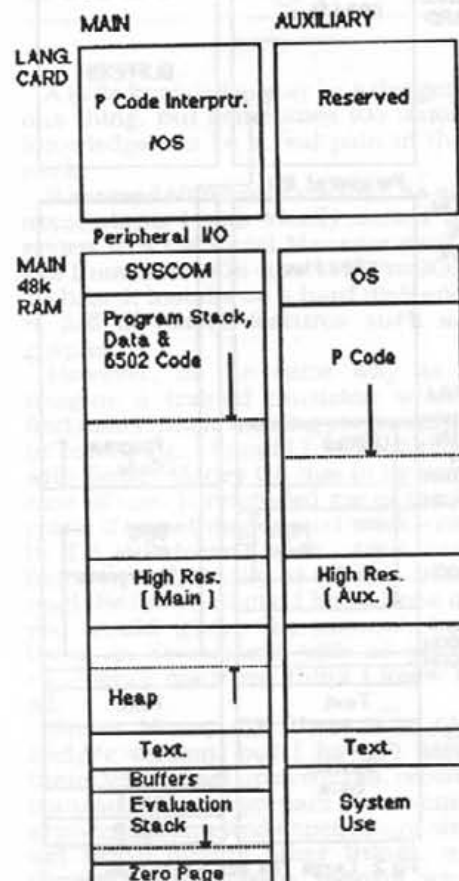 MAIN
AUXILIARY
LANG.
CARD
P Code Interprtr.
/OS
Reserved
Peripheral I/O
MAIN
48k
RAM
SYSCOM
Program Stack,
Data &
6502 Code
OS
P Code
High Res.
[ Main ]
High Res.
( Aux. )
Heap
Text.
Text.
Buffers
Evaluation
Stack
System
Use
Zero Page